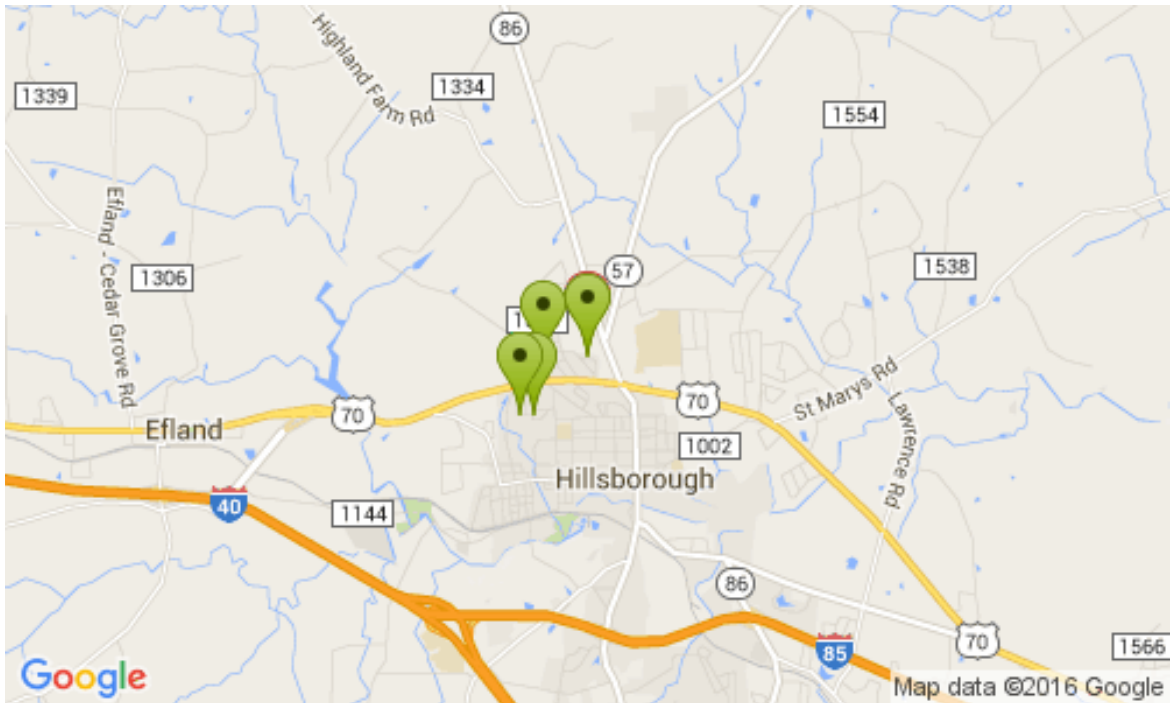 86
1334
1339
Highland Farm Rd
1554
Efland - Cedar Grove Rd
1306
57
1538
70
70
St Marys Rd
Efland
1002
Lawrence Rd
Hillsborough
40
1144
86
70
85
1566
Google
Map data ©2016 Google